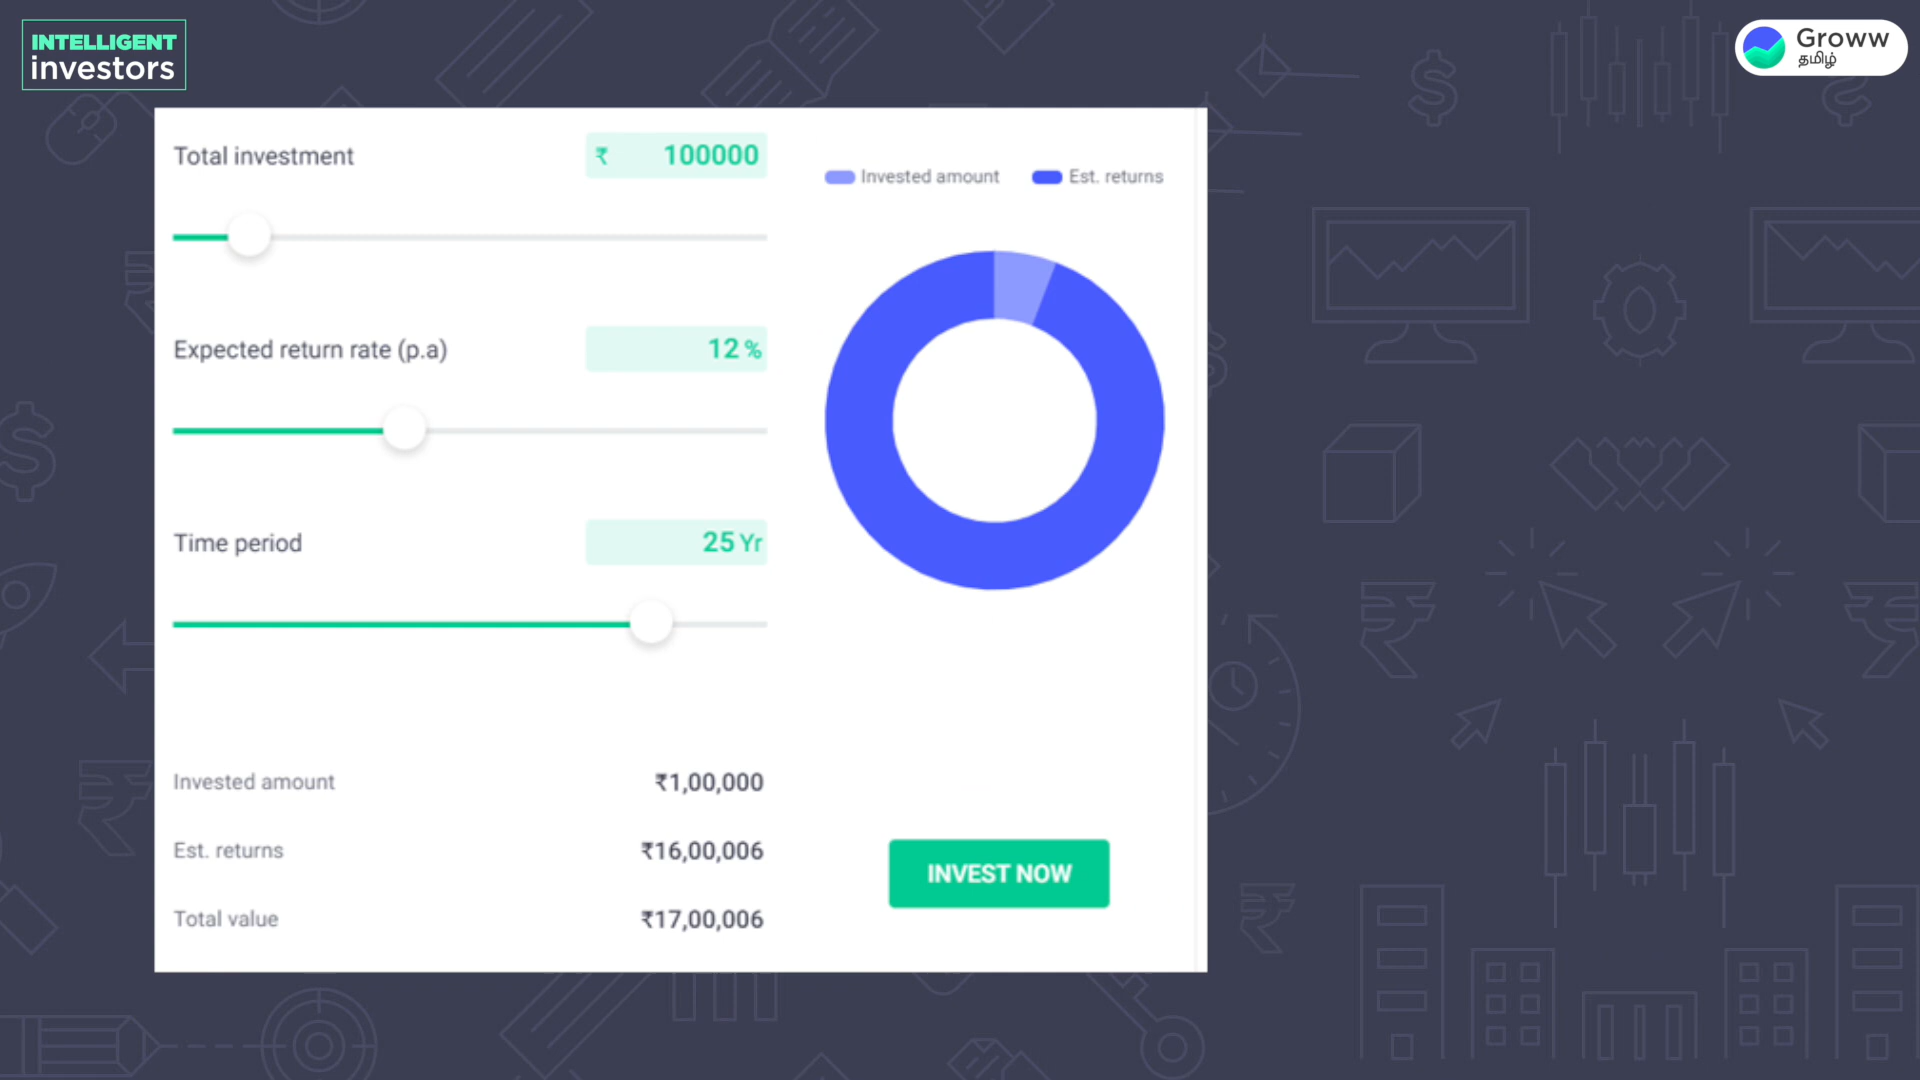 INTELLIGENT
investors
Groww
தமிழ்
Total investment
₹ 100000
Invested amount
Est. returns
Expected return rate (p.a)
12 %
Time period
25 Yr
Invested amount
₹1,00,000
Est. returns
₹16,00,006
Total value
₹17,00,006
INVEST NOW